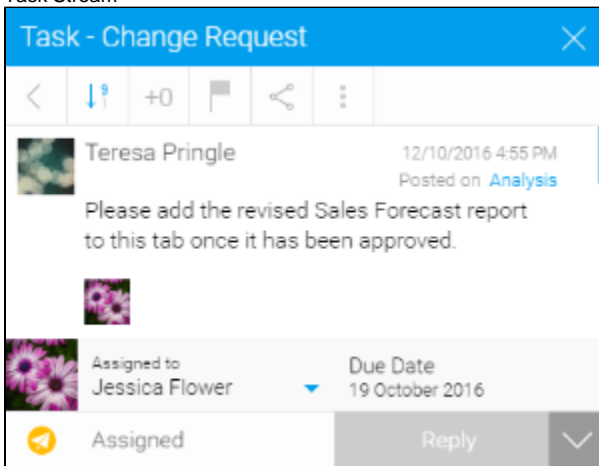 Task Stream
Task - Change Request
+0
Teresa Pringle
12/10/2016 4:55 PM
Posted on Analysis
Please add the revised Sales Forecast report
to this tab once it has been approved.
Assigned to
Jessica Flower
Due Date
19 October 2016
Assigned
Reply